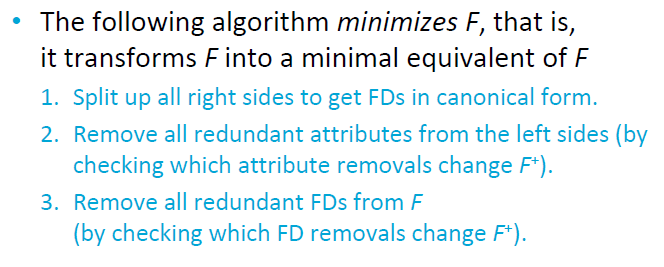 • The following algorithm minimizes F, that is,
it transforms F into a minimal equivalent of F
1. Split up all right sides to get FDs in canonical form.
2. Remove all redundant attributes from the left sides (by
checking which attribute removals change F⁺).
3. Remove all redundant FDs from F
(by checking which FD removals change F⁺).